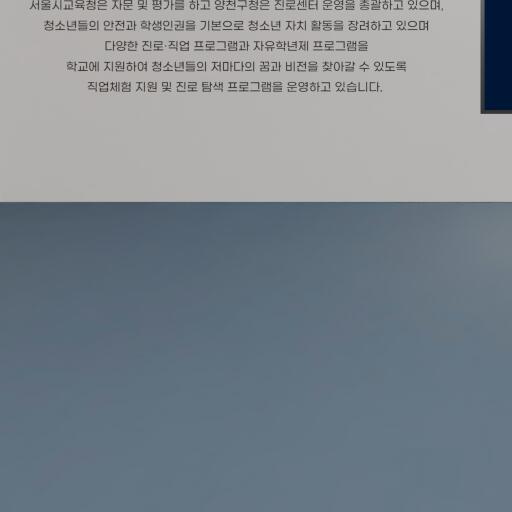 서울시교육청은 자문 및 평가를 하고 양천구청은 진로센터 운영을 총괄하고 있으며,
청소년들의 안전과 학생인권을 기본으로 청소년 자치 활동을 장려하고 있으며
다양한 진로·직업 프로그램과 자유학년제 프로그램을
학교에 지원하여 청소년들의 저마다의 꿈과 비전을 찾아갈 수 있도록
직업체험 지원 및 진로 탐색 프로그램을 운영하고 있습니다.